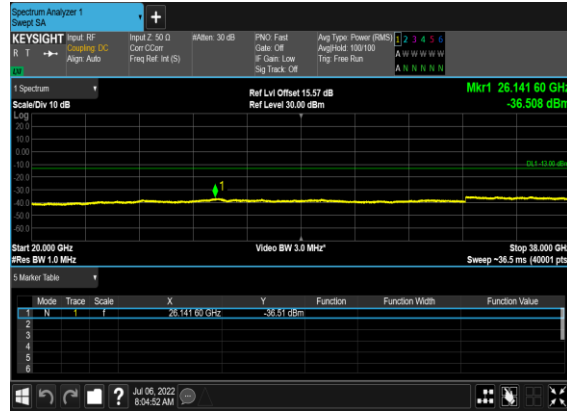 Spectrum Analyzer 1
Swept SA
+
KEYSIGHT Input: RF Input Z: 50 Ω #Atten: 30 dB PNO: Fast Avg Type: Power (RMS) 1 2 3 4 5 6
R T Coupling: DC Corr CCorr Gate: Off Avg|Hold: 100/100 A W W W W W
Align: Auto Freq Ref: Int (S) IF Gain: Low Trig: Free Run
Sig Track: Off A N N N N N
1 Spectrum
Ref Lvl Offset 15.57 dB Mkr1 26.141 60 GHz
Scale/Div 10 dB Ref Level 30.00 dBm -36.508 dBm
Log
20.0
10.0
0.00
-10.0
DL1 -13.00 dBm
-20.0
-30.0
1
-40.0
-50.0
-60.0
Start 20.000 GHz Video BW 3.0 MHz* Stop 38.000 GHz
#Res BW 1.0 MHz Sweep ~36.5 ms (40001 pts)
5 Marker Table
Mode Trace Scale X Y Function Function Width Function Value
1 N 1 f 26.141 60 GHz -36.51 dBm
2
3
4
5
6
? Jul 06, 2022
8:04:52 AM